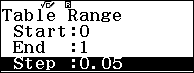 √☐ R
Table Range
Start:0
End :1
Step :0.05